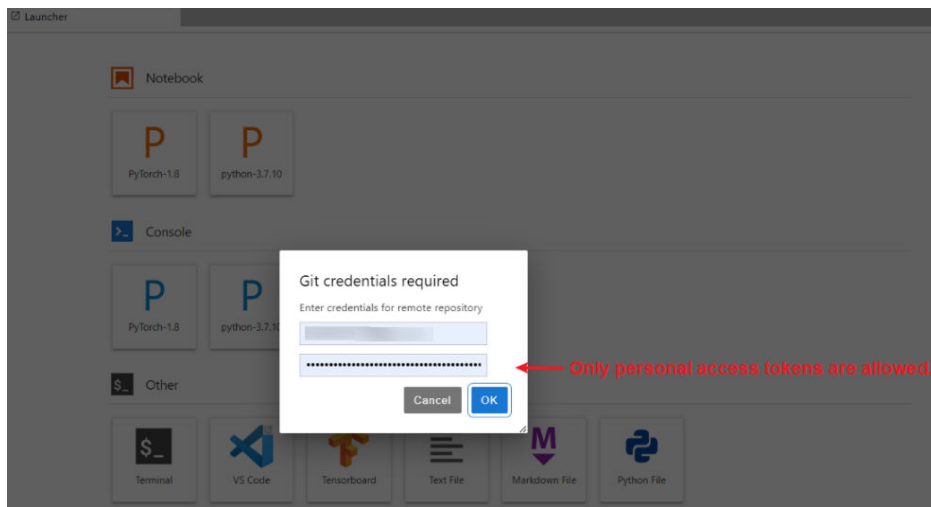 Launcher
Notebook
P P
PyTorch-1.8 python-3.7.10
Console
P P
PyTorch-1.8 python-3.7.10
Git credentials required
Enter credentials for remote repository
••••••••••••••••••••••••••••••••••••••••
Only personal access tokens are allowed
Cancel OK
$_ Other
$_ M
Terminal VS Code Tensorboard Text File Markdown File Python File